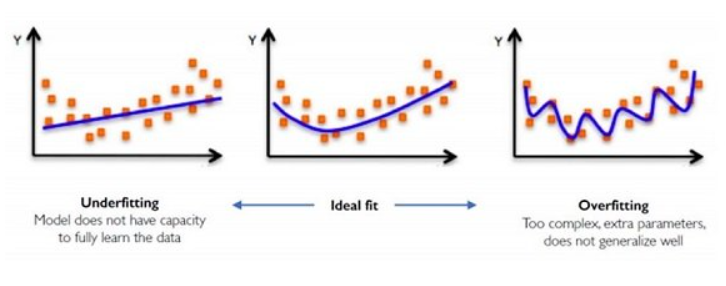 Y
Y
Y
Underfitting
Model does not have capacity
to fully learn the data
Ideal fit
Overfitting
Too complex, extra parameters,
does not generalize well